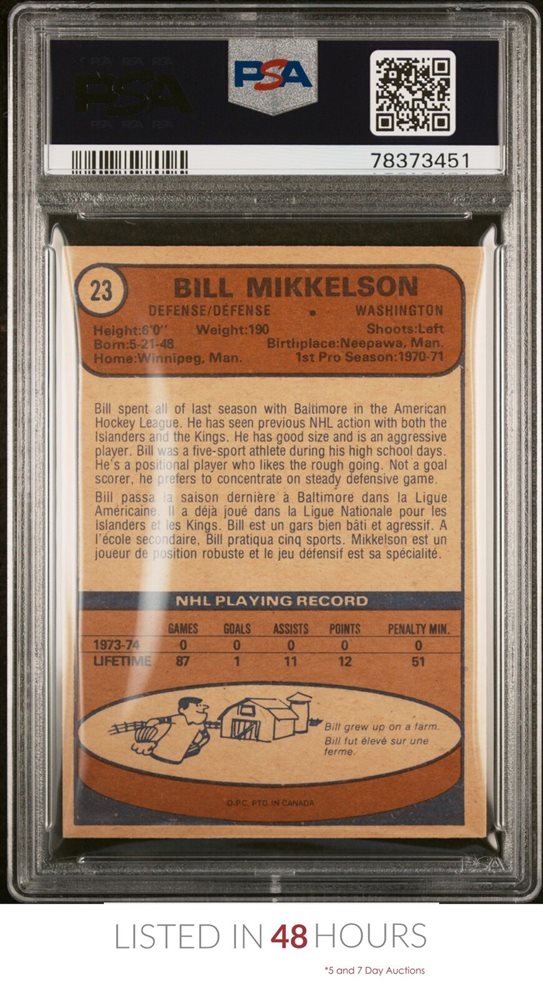 PSA
PSA
78373451
23
BILL MIKKELSON
DEFENSE/DÉFENSE • WASHINGTON
Height:6'0" Weight:190 Shoots:Left
Born:5-21-48 Birthplace:Neepawa, Man.
Home:Winnipeg, Man. 1st Pro Season:1970-71
Bill spent all of last season with Baltimore in the American
Hockey League. He has seen previous NHL action with both the
Islanders and the Kings. He has good size and is an aggressive
player. Bill was a five-sport athlete during his high school days.
He's a positional player who likes the rough going. Not a goal
scorer, he prefers to concentrate on steady defensive game.
Bill passa la saison dernière à Baltimore dans la Ligue
Américaine. Il a déjà joué dans la Ligue Nationale pour les
Islanders et les Kings. Bill est un gars bien bâti et agressif. A
l'école secondaire, Bill pratiqua cinq sports. Mikkelson est un
joueur de position robuste et le jeu défensif est sa spécialité.
NHL PLAYING RECORD
GAMES GOALS ASSISTS POINTS PENALTY MIN.
1973-74 0 0 0 0 0
LIFETIME 87 1 11 12 51
Bill grew up on a farm.
Bill fut élevé sur une
ferme.
O.P.C. PTD. IN CANADA
PSA
LISTED IN 48 HOURS
*5 and 7 Day Auctions